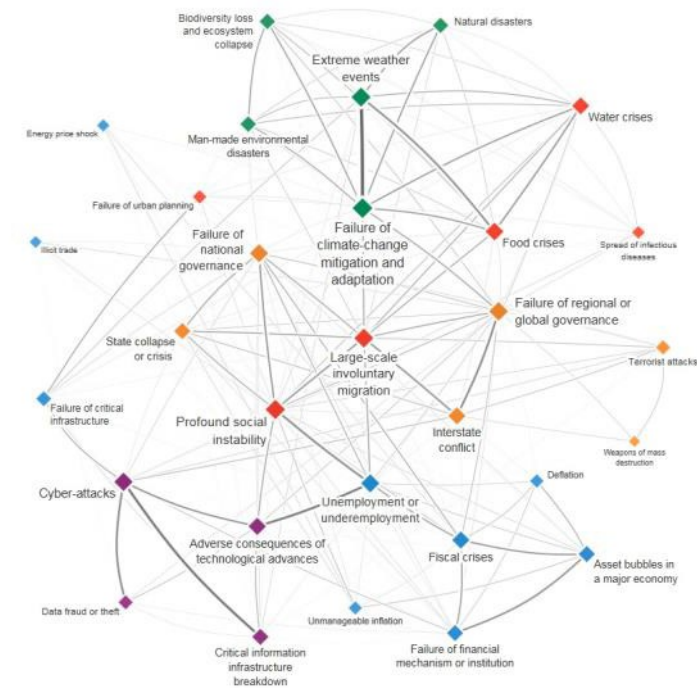 Biodiversity loss
and ecosystem
collapse
Natural disasters
Extreme weather
events
Water crises
Energy price shock
Man-made environmental
disasters
Failure of urban planning
Failure of
climate-change
mitigation and
adaptation
Food crises
Spread of infectious
diseases
Illicit trade
Failure of
national
governance
Failure of regional or
global governance
State collapse
or crisis
Large-scale
involuntary
migration
Terrorist attacks
Failure of critical
infrastructure
Profound social
instability
Interstate
conflict
Weapons of mass
destruction
Cyber-attacks
Unemployment or
underemployment
Deflation
Adverse consequences of
technological advances
Fiscal crises
Asset bubbles in
a major economy
Data fraud or theft
Unmanageable inflation
Critical information
infrastructure
breakdown
Failure of financial
mechanism or institution